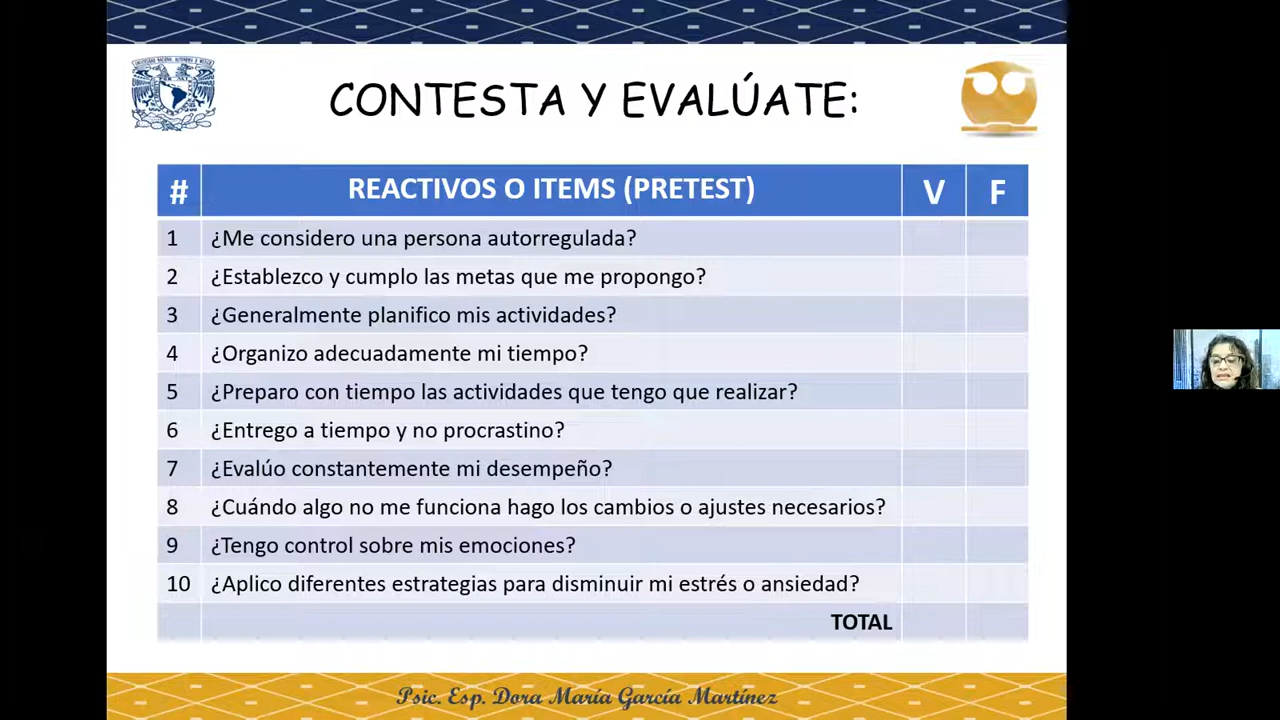 CONTESTA Y EVALÚATE:
# REACTIVOS O ITEMS (PRETEST) V F
1 ¿Me considero una persona autorregulada?
2 ¿Establezco y cumplo las metas que me propongo?
3 ¿Generalmente planifico mis actividades?
4 ¿Organizo adecuadamente mi tiempo?
5 ¿Preparo con tiempo las actividades que tengo que realizar?
6 ¿Entrego a tiempo y no procrastino?
7 ¿Evalúo constantemente mi desempeño?
8 ¿Cuándo algo no me funciona hago los cambios o ajustes necesarios?
9 ¿Tengo control sobre mis emociones?
10 ¿Aplico diferentes estrategias para disminuir mi estrés o ansiedad?
TOTAL
Psic. Esp. Dora María García Martínez